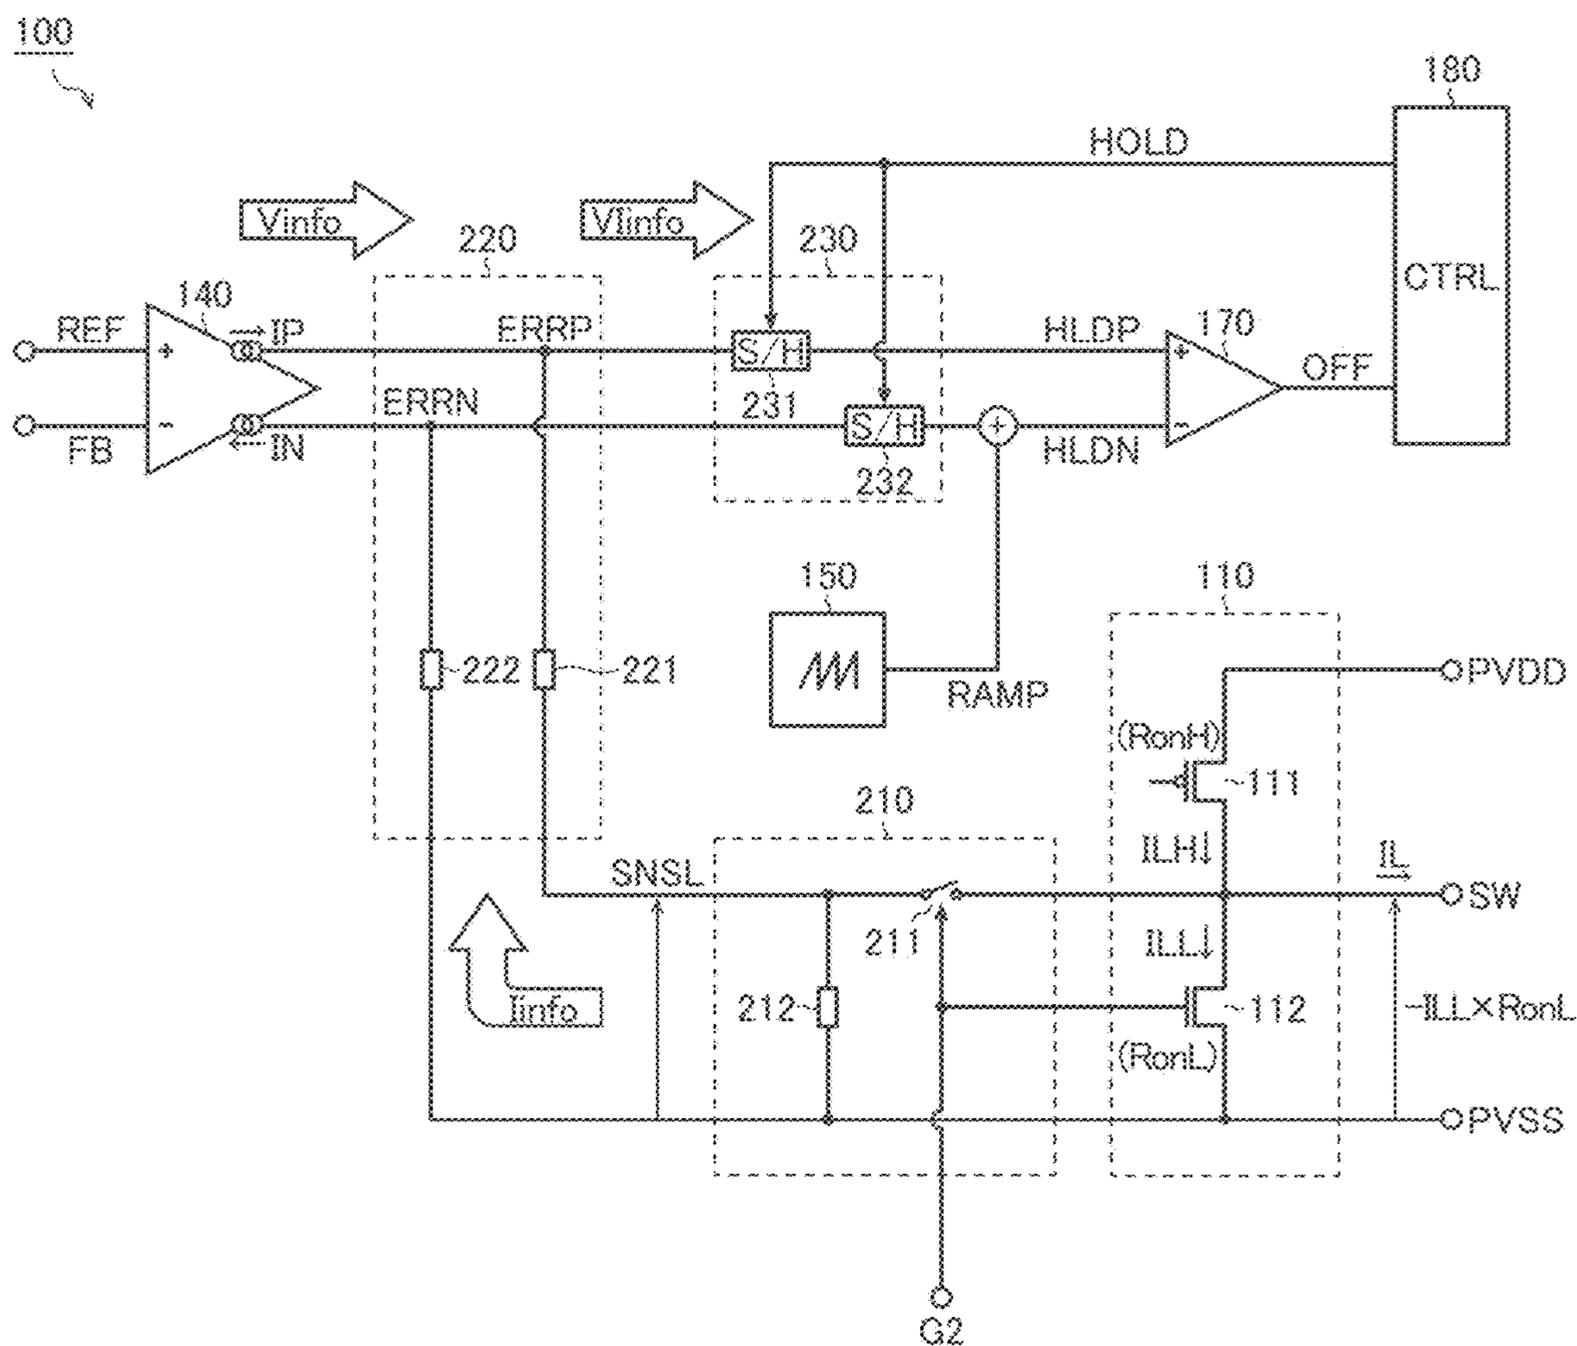 100
180
HOLD
Vinfo
VIinfo
220
230
CTRL
140
REF
IP
ERRP
HLDP
170
+
S/H
+
OFF
231
ERRN
-
S/H
+
-
FB
IN
HLDN
232
150
110
222
221
RAMP
PVDD
(RonH)
111
210
ILH↓
IL
SNSL
SW
211
ILL↓
Iinfo
212
112
-ILL×RonL
(RonL)
PVSS
G2